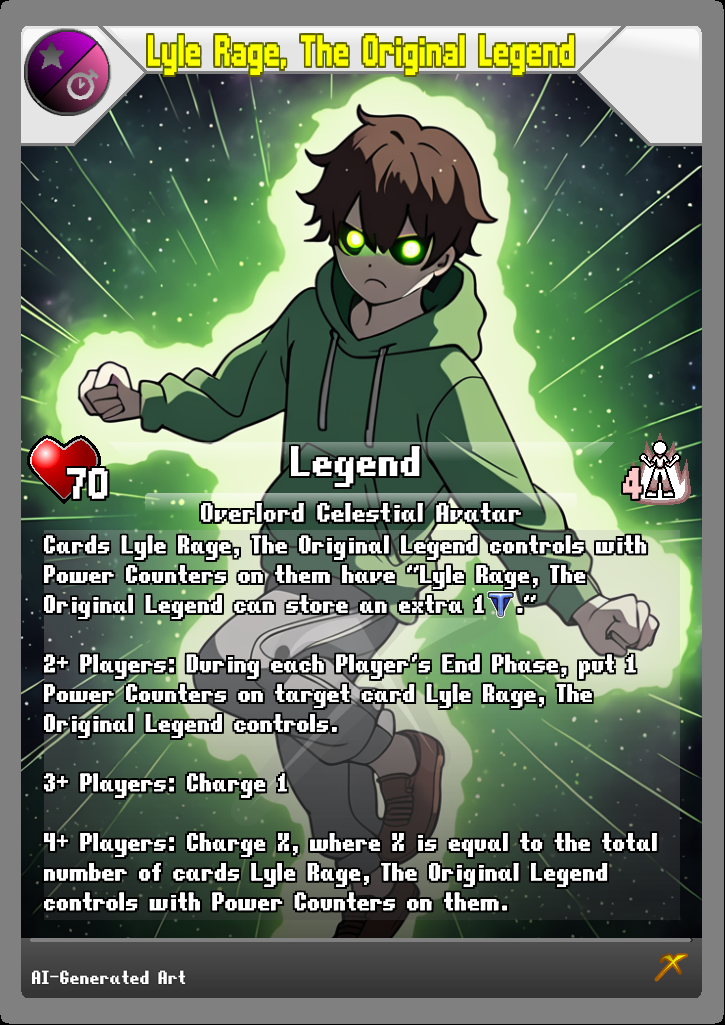 Lyle Rage, The Original Legend
Legend
70
4
Overlord Celestial Avatar
Cards Lyle Rage, The Original Legend controls with
Power Counters on them have "Lyle Rage, The
Original Legend can store an extra 1 .“
2+ Players: During each Player's End Phase, put 1
Power Counters on target card Lyle Rage, The
Original Legend controls.
3+ Players: Charge 1
4+ Players: Charge X, where X is equal to the total
number of cards Lyle Rage, The Original Legend
controls with Power Counters on them.
AI-Generated Art